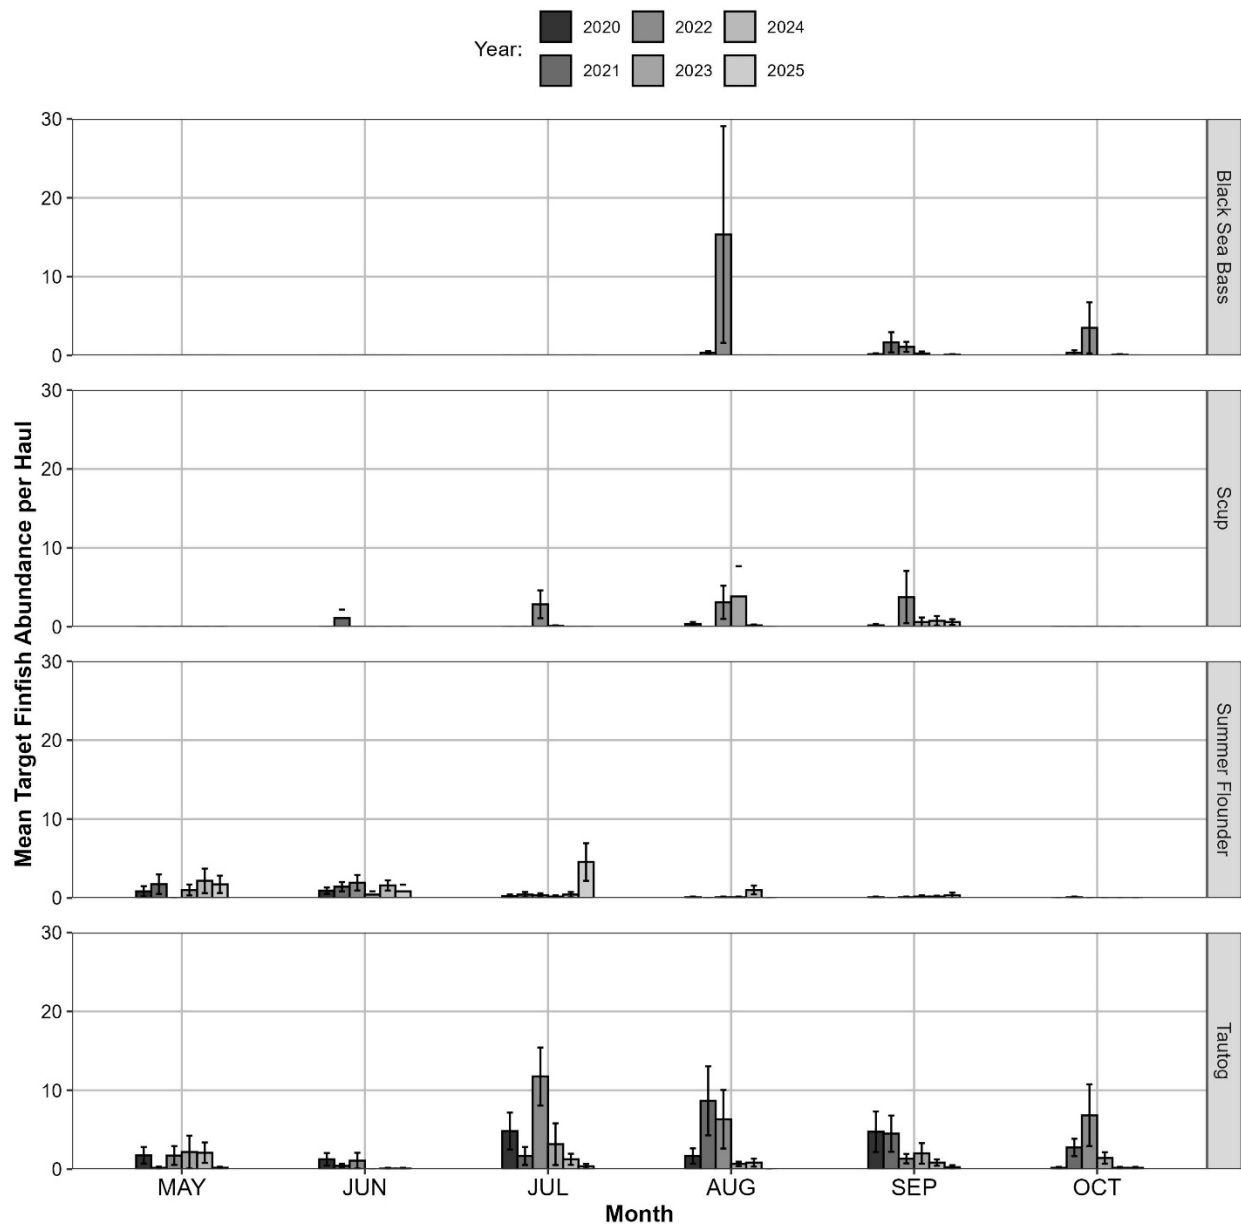 Year:
2020
2022
2024
2021
2023
2025
Mean Target Finfish Abundance per Haul
30
20
10
0
Black Sea Bass
30
20
10
0
Scup
30
20
10
0
Summer Flounder
30
20
10
0
Tautog
MAY
JUN
JUL
AUG
SEP
OCT
Month